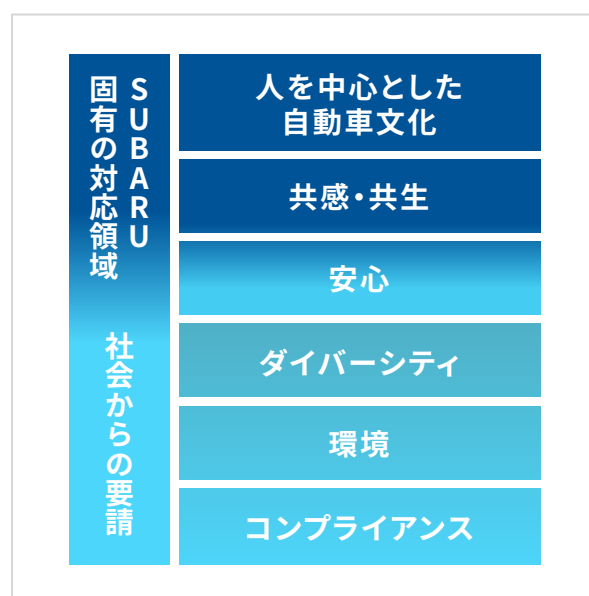 SUBARU
固有の対応領域
社会からの要請
人を中心とした
自動車文化
共感・共生
安心
ダイバーシティ
環境
コンプライアンス